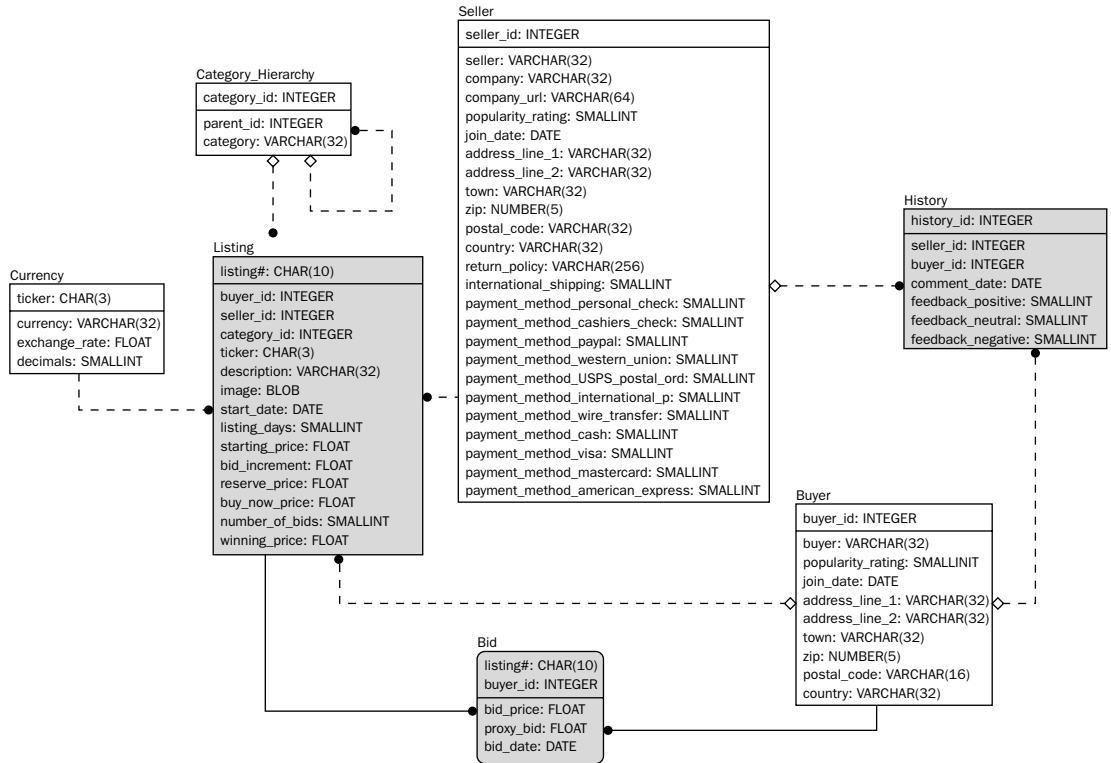 Seller
seller_id: INTEGER
seller: VARCHAR(32)
company: VARCHAR(32)
company_url: VARCHAR(64)
popularity_rating: SMALLINT
join_date: DATE
address_line_1: VARCHAR(32)
address_line_2: VARCHAR(32)
town: VARCHAR(32)
zip: NUMBER(5)
postal_code: VARCHAR(32)
country: VARCHAR(32)
return_policy: VARCHAR(256)
international_shipping: SMALLINT
payment_method_personal_check: SMALLINT
payment_method_cashiers_check: SMALLINT
payment_method_paypal: SMALLINT
payment_method_western_union: SMALLINT
payment_method_USPS_postal_ord: SMALLINT
payment_method_international_p: SMALLINT
payment_method_wire_transfer: SMALLINT
payment_method_cash: SMALLINT
payment_method_visa: SMALLINT
payment_method_mastercard: SMALLINT
payment_method_american_express: SMALLINT
Category_Hierarchy
category_id: INTEGER
parent_id: INTEGER
category: VARCHAR(32)
History
history_id: INTEGER
seller_id: INTEGER
buyer_id: INTEGER
comment_date: DATE
feedback_positive: SMALLINT
feedback_neutral: SMALLINT
feedback_negative: SMALLINT
Listing
listing#: CHAR(10)
buyer_id: INTEGER
seller_id: INTEGER
category_id: INTEGER
ticker: CHAR(3)
description: VARCHAR(32)
image: BLOB
start_date: DATE
listing_days: SMALLINT
starting_price: FLOAT
bid_increment: FLOAT
reserve_price: FLOAT
buy_now_price: FLOAT
number_of_bids: SMALLINT
winning_price: FLOAT
Currency
ticker: CHAR(3)
currency: VARCHAR(32)
exchange_rate: FLOAT
decimals: SMALLINT
Buyer
buyer_id: INTEGER
buyer: VARCHAR(32)
popularity_rating: SMALLINIT
join_date: DATE
address_line_1: VARCHAR(32)
address_line_2: VARCHAR(32)
town: VARCHAR(32)
zip: NUMBER(5)
postal_code: VARCHAR(16)
country: VARCHAR(32)
Bid
listing#: CHAR(10)
buyer_id: INTEGER
bid_price: FLOAT
proxy_bid: FLOAT
bid_date: DATE